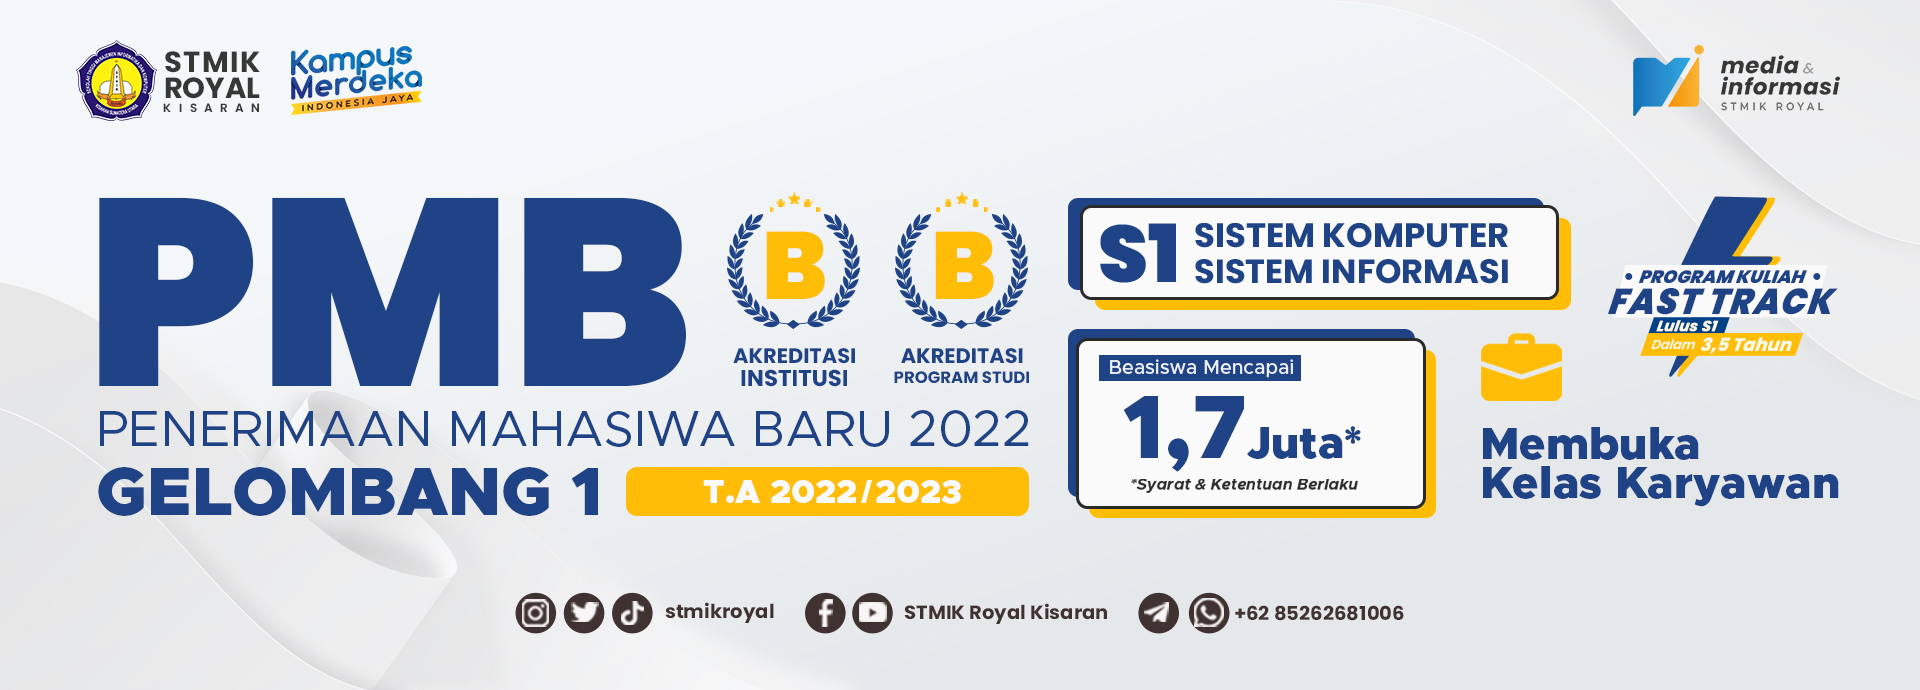 STMIK
ROYAL
KISARAN
Kampus
Merdeka
INDONESIA JAYA
media &
informasi
STMIK ROYAL
PMB
B
AKREDITASI
INSTITUSI
B
AKREDITASI
PROGRAM STUDI
PENERIMAAN MAHASIWA BARU 2022
GELOMBANG 1
T.A 2022/2023
S1
SISTEM KOMPUTER
SISTEM INFORMASI
Beasiswa Mencapai
1,7 Juta*
*Syarat & Ketentuan Berlaku
• PROGRAM KULIAH •
FAST TRACK
Lulus S1
Dalam 3,5 Tahun
Membuka
Kelas Karyawan
stmikroyal
STMIK Royal Kisaran
+62 85262681006